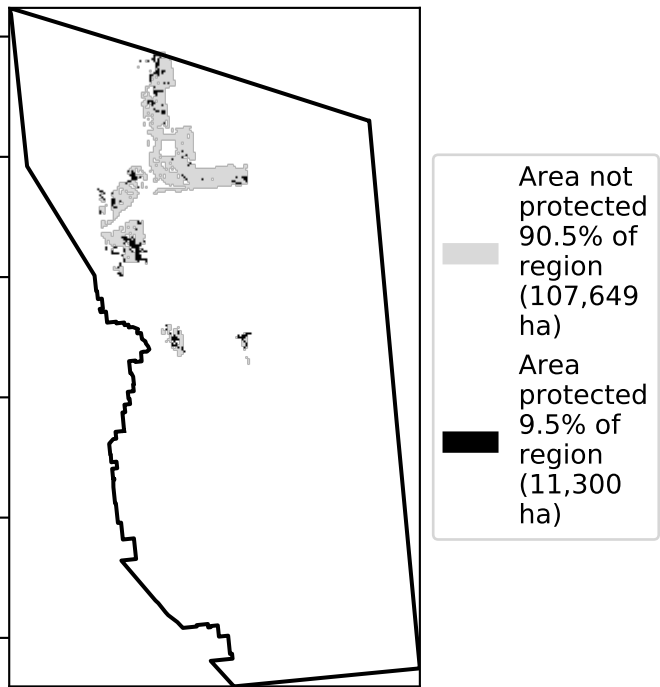 Area not
protected
90.5% of
region
(107,649
ha)
Area
protected
9.5% of
region
(11,300
ha)